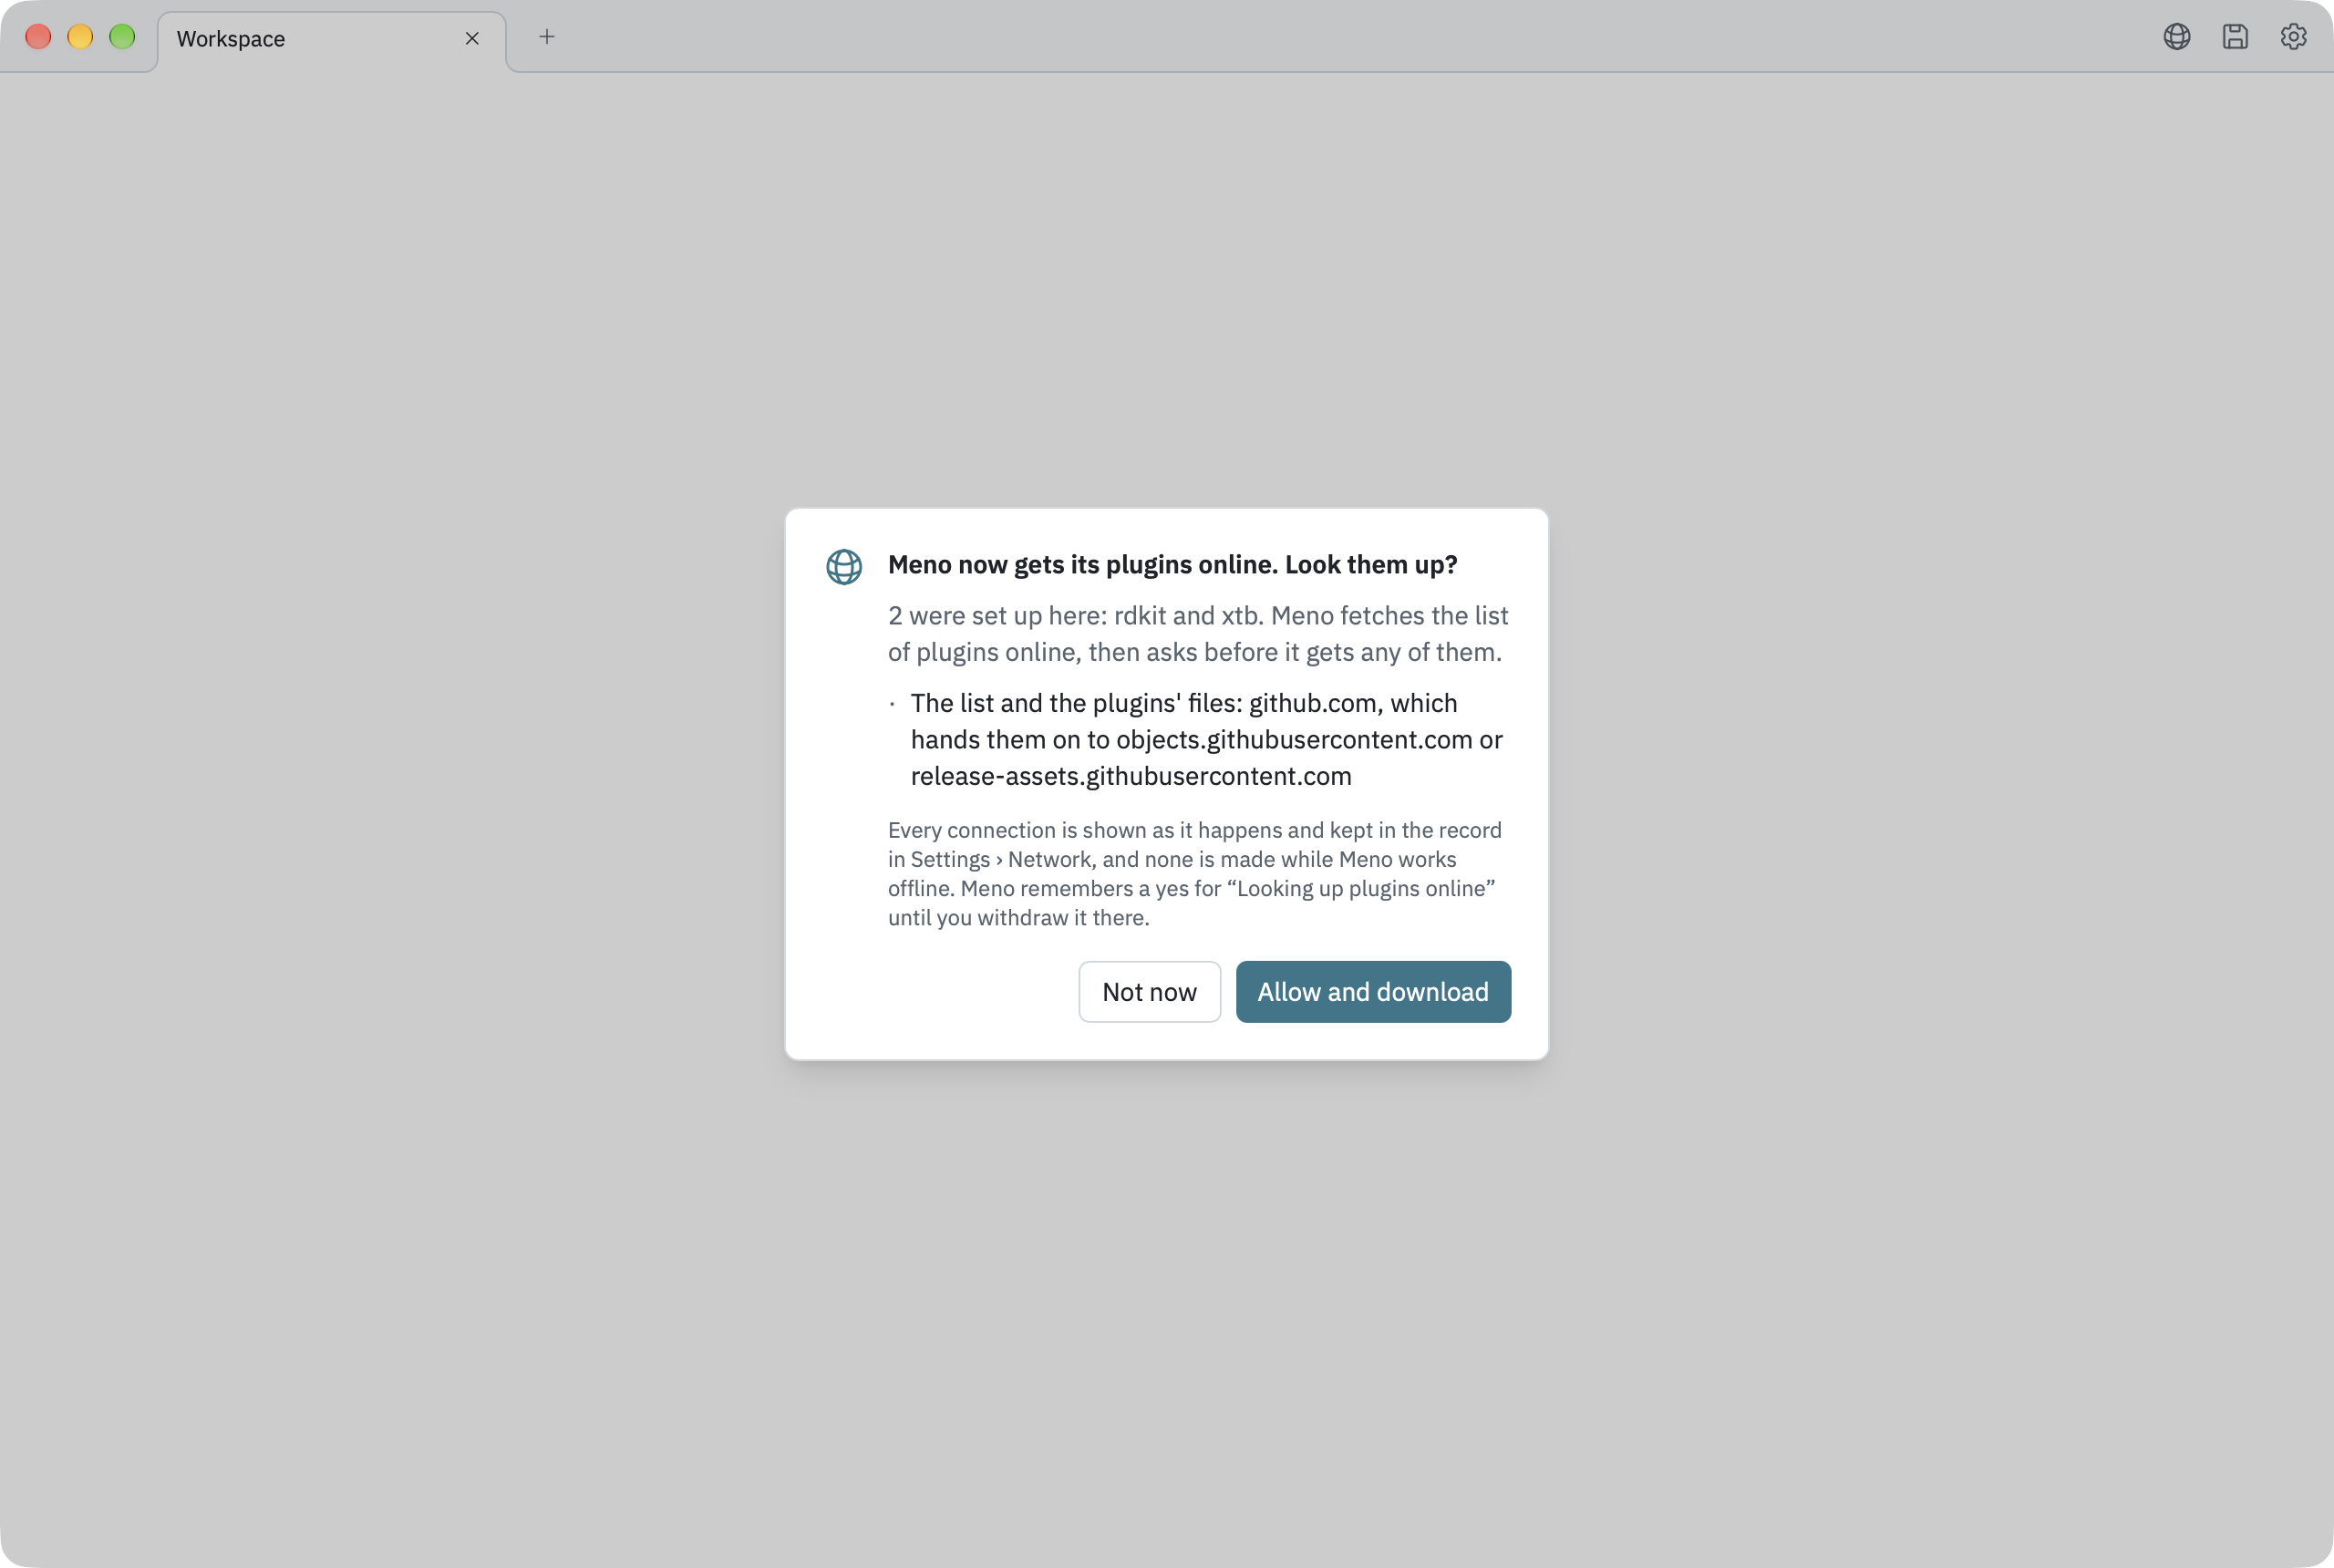 Workspace
Meno now gets its plugins online. Look them up?
2 were set up here: rdkit and xtb. Meno fetches the list
of plugins online, then asks before it gets any of them.
· The list and the plugins' files: github.com, which
hands them on to objects.githubusercontent.com or
release-assets.githubusercontent.com
Every connection is shown as it happens and kept in the record
in Settings › Network, and none is made while Meno works
offline. Meno remembers a yes for “Looking up plugins online”
until you withdraw it there.
Not now
Allow and download